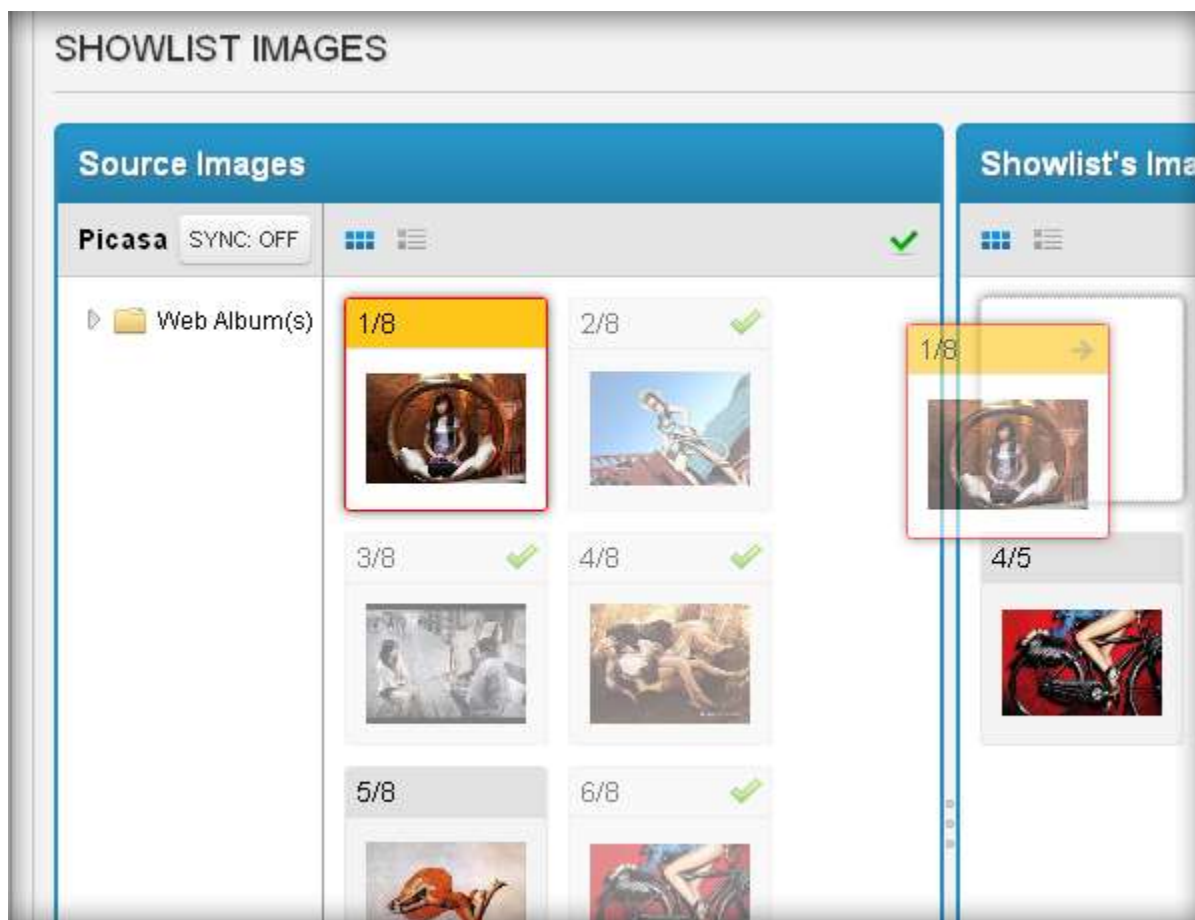 SHOWLIST IMAGES
Source Images
Showlist's Ima
Picasa SYNC: OFF
Web Album(s)
1/8
2/8
1/8
3/8
4/8
4/5
5/8
6/8